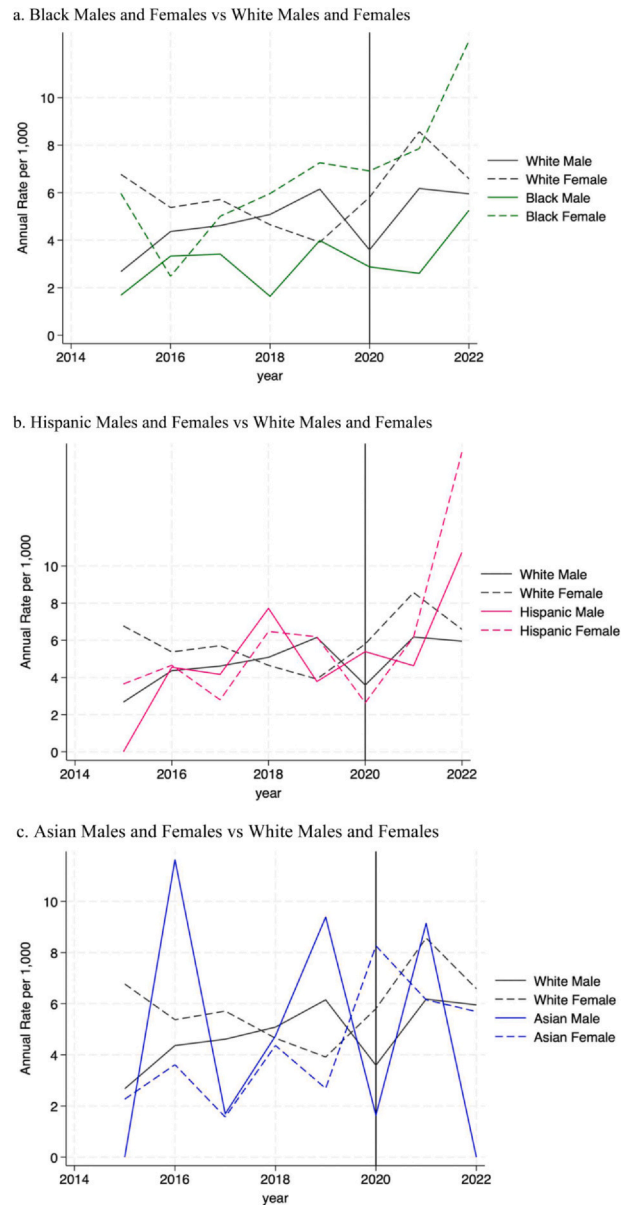 a. Black Males and Females vs White Males and Females
Annual Rate per 1,000
10
8
6
4
2
0
2014 2016 2018 2020 2022
year
White Male
White Female
Black Male
Black Female
b. Hispanic Males and Females vs White Males and Females
Annual Rate per 1,000
10
8
6
4
2
0
2014 2016 2018 2020 2022
year
White Male
White Female
Hispanic Male
Hispanic Female
c. Asian Males and Females vs White Males and Females
Annual Rate per 1,000
10
8
6
4
2
0
2014 2016 2018 2020 2022
year
White Male
White Female
Asian Male
Asian Female